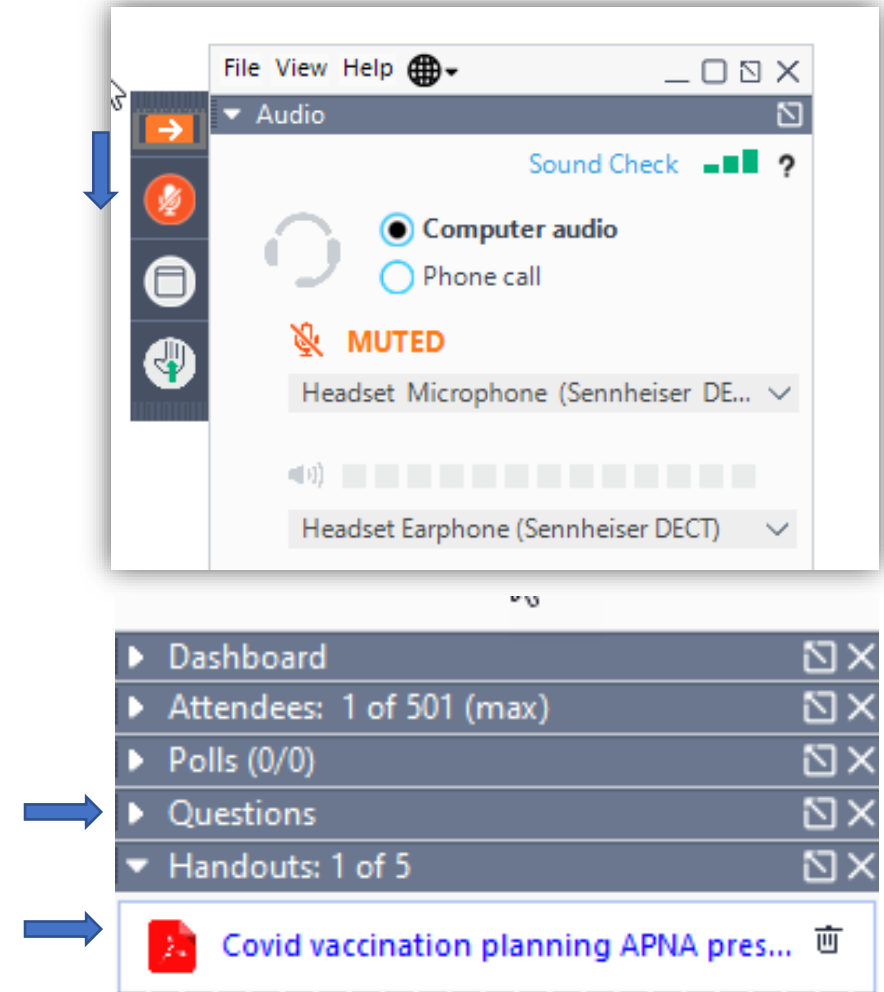 File View Help
Audio
Sound Check ?
Computer audio
Phone call
MUTED
Headset Microphone (Sennheiser DE...
Headset Earphone (Sennheiser DECT)
Dashboard
Attendees: 1 of 501 (max)
Polls (0/0)
Questions
Handouts: 1 of 5
Covid vaccination planning APNA pres...